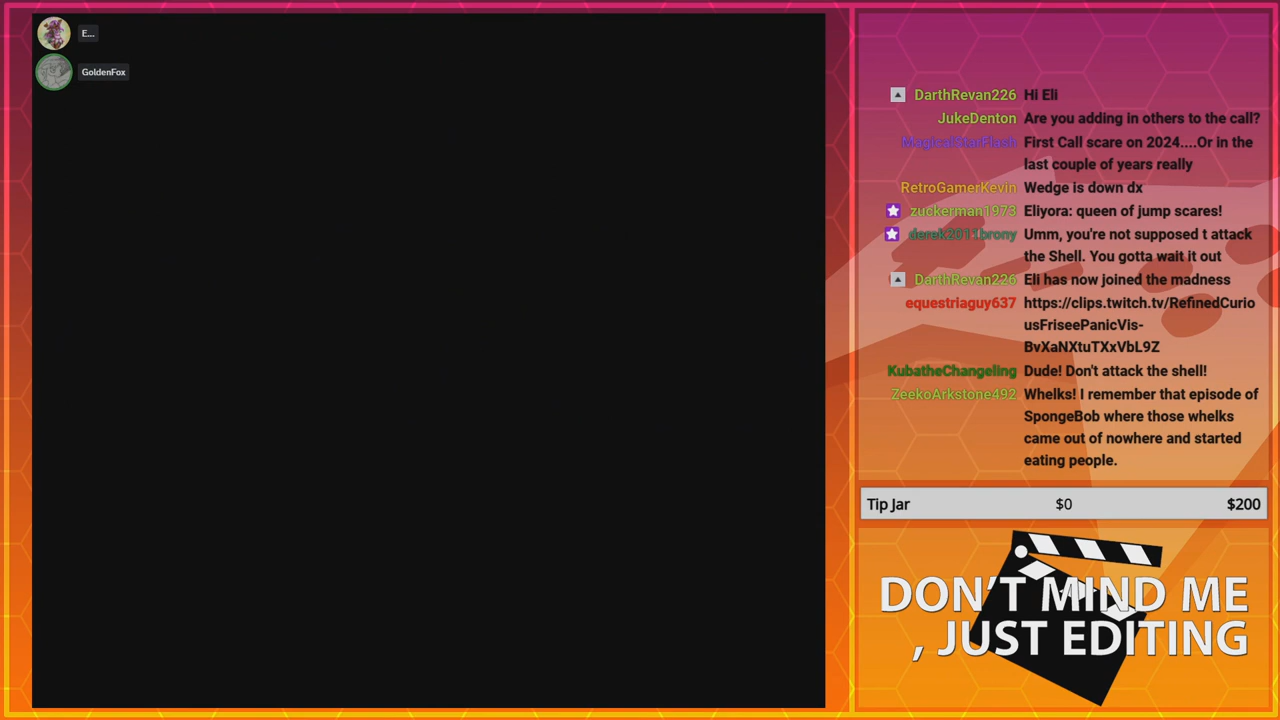 E...
GoldenFox
DarthRevan226 Hi Eli
JukeDenton Are you adding in others to the call?
MagicalStarFlash First Call scare on 2024....Or in the
last couple of years really
RetroGamerKevin Wedge is down dx
zuckerman1973 Eliyora: queen of jump scares!
derek2011brony Umm, you're not supposed t attack
the Shell. You gotta wait it out
DarthRevan226 Eli has now joined the madness
equestriaguy637 https://clips.twitch.tv/RefinedCurio
usFriseePanicVis-
BvXaNXtuTXxVbL9Z
KubatheChangeling Dude! Don't attack the shell!
ZeekoArkstone492 Whelks! I remember that episode of
SpongeBob where those whelks
came out of nowhere and started
eating people.
Tip Jar $0 $200
DON'T MIND ME
, JUST EDITING